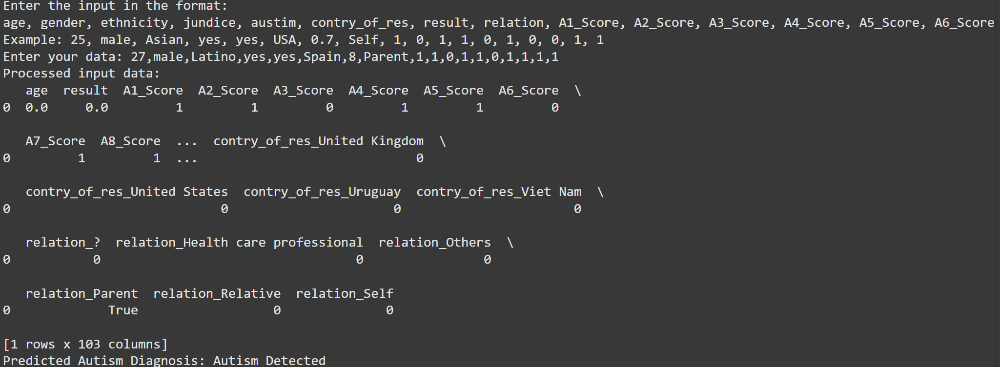 Enter the input in the format:
age, gender, ethnicity, jundice, austim, contry_of_res, result, relation, A1_Score, A2_Score, A3_Score, A4_Score, A5_Score, A6_Score
Example: 25, male, Asian, yes, yes, USA, 0.7, Self, 1, 0, 1, 1, 0, 1, 0, 0, 1, 1
Enter your data: 27,male,Latino,yes,yes,Spain,8,Parent,1,1,0,1,1,0,1,1,1,1
Processed input data:
age result A1_Score A2_Score A3_Score A4_Score A5_Score A6_Score \
0 0.0 0.0 1 1 0 1 1 0
A7_Score A8_Score ... contry_of_res_United Kingdom \
0 1 1 ... 0
contry_of_res_United States contry_of_res_Uruguay contry_of_res_Viet Nam \
0 0 0 0
relation_? relation_Health care professional relation_Others \
0 0 0 0
relation_Parent relation_Relative relation_Self
0 True 0 0
[1 rows x 103 columns]
Predicted Autism Diagnosis: Autism Detected